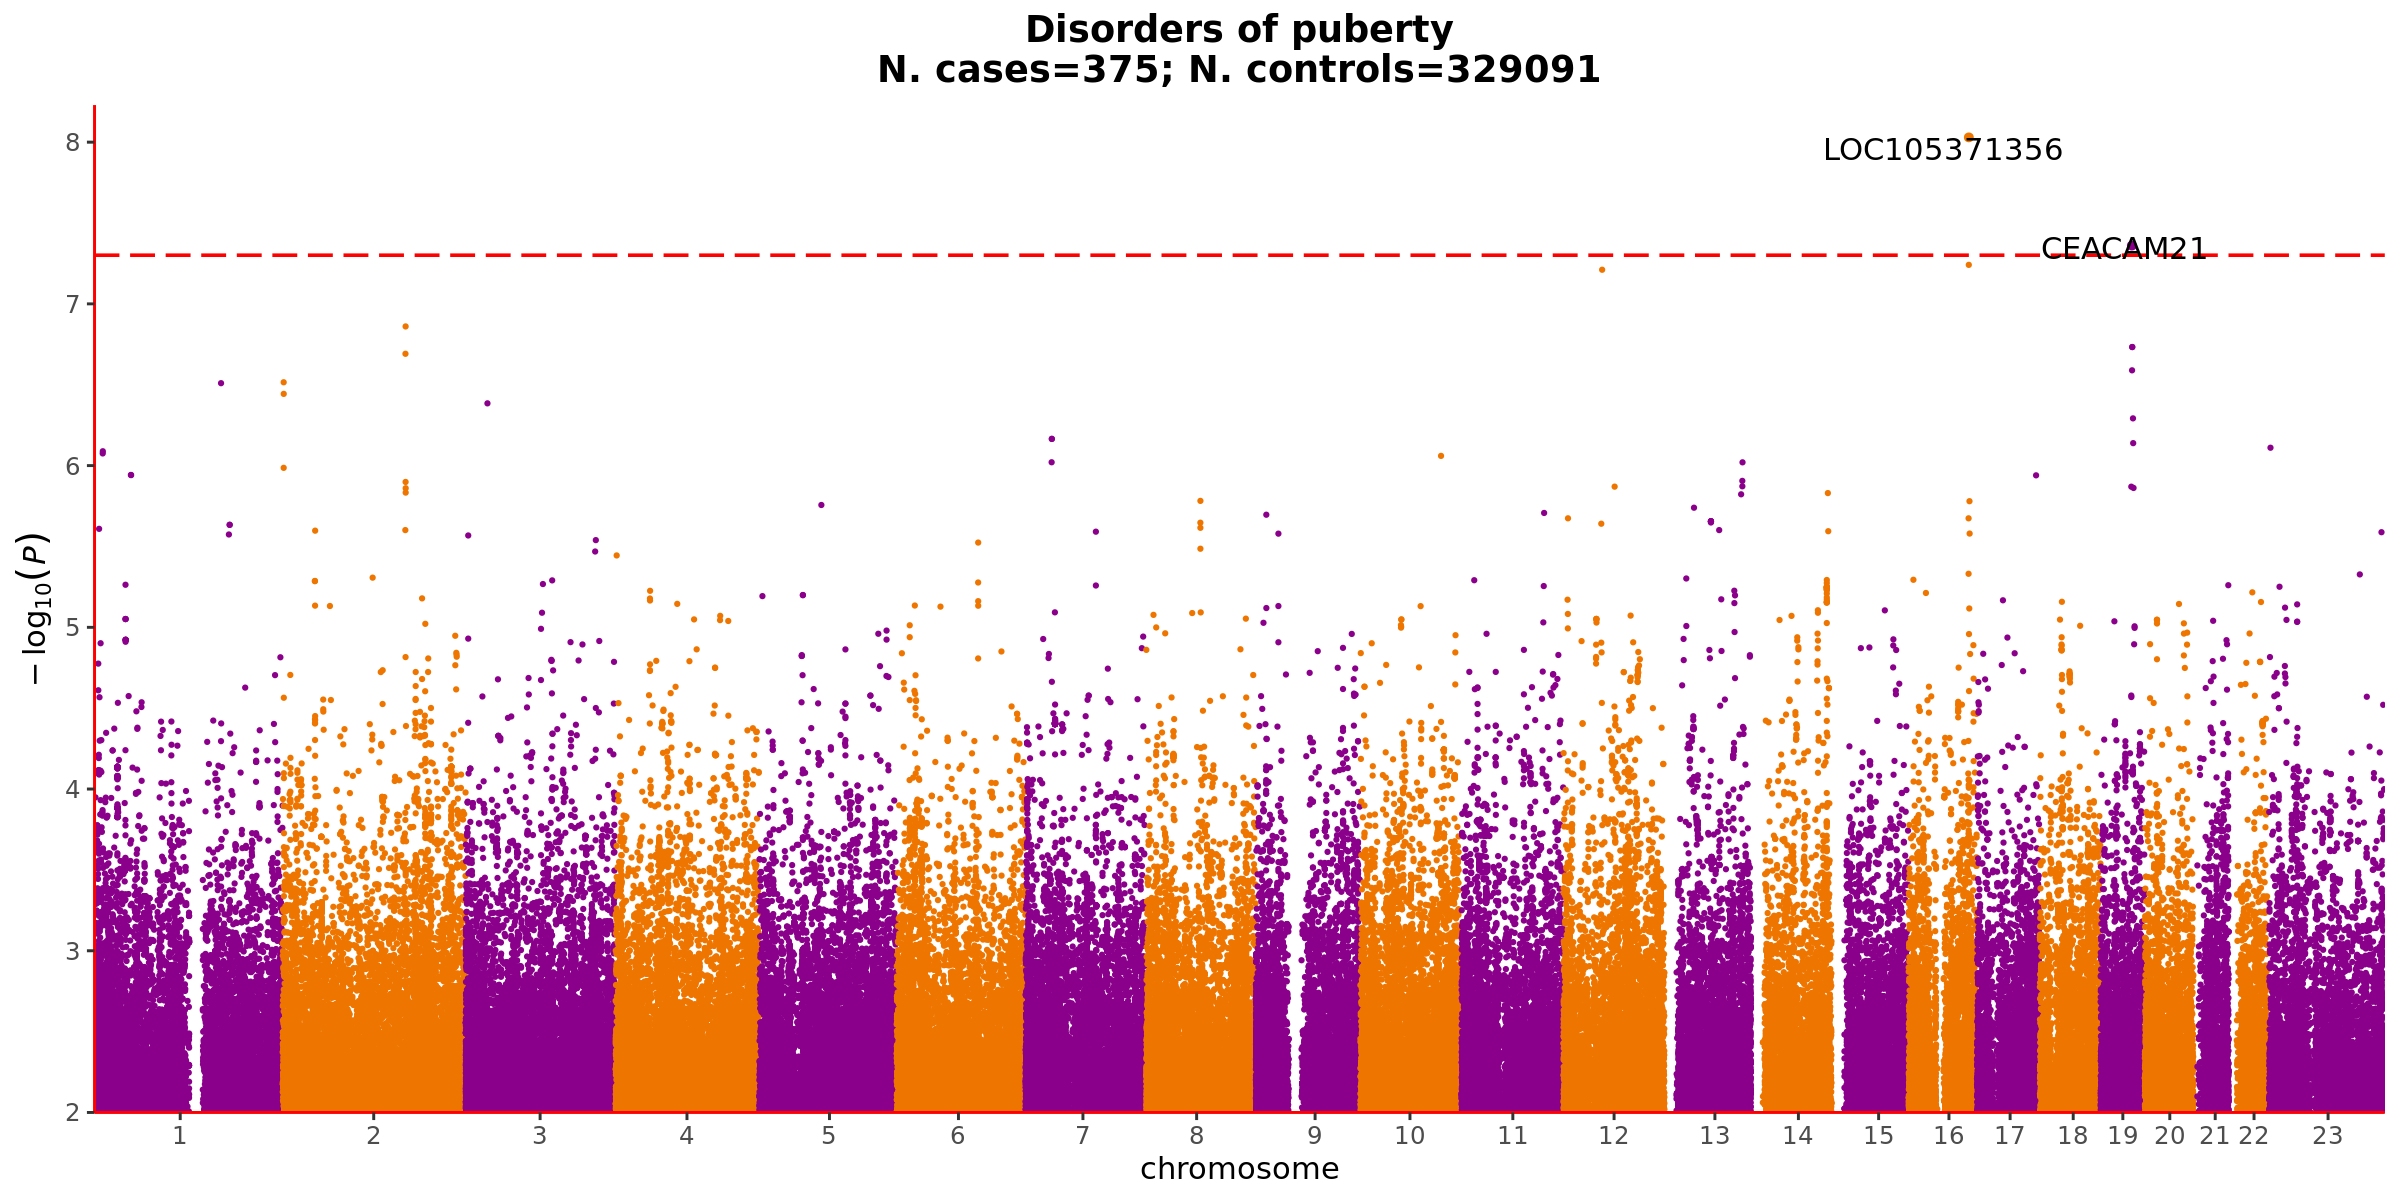 Disorders of puberty
N. cases=375; N. controls=329091
8
LOC105371356
CEACAM21
7
6
− log10(P)
5
4
3
2
1 2 3 4 5 6 7 8 9 10 11 12 13 14 15 16 17 18 19 20 21 22 23
chromosome